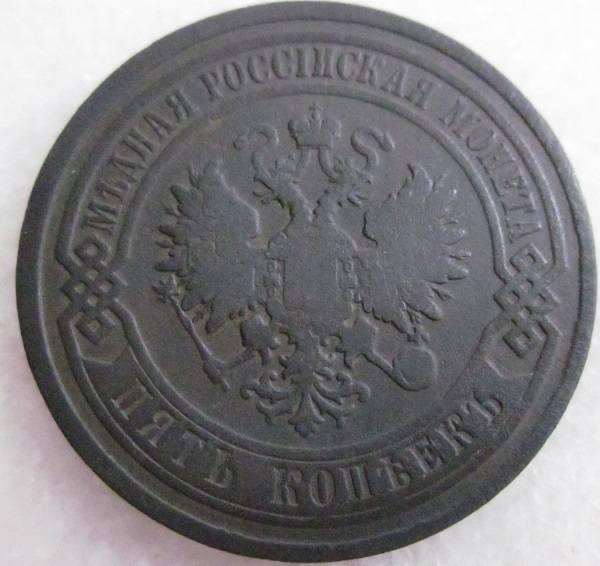 МѢДНАЯ РОССІЙСКАЯ МОНЕТА
ПЯТЬ КОПѢЕКЪ